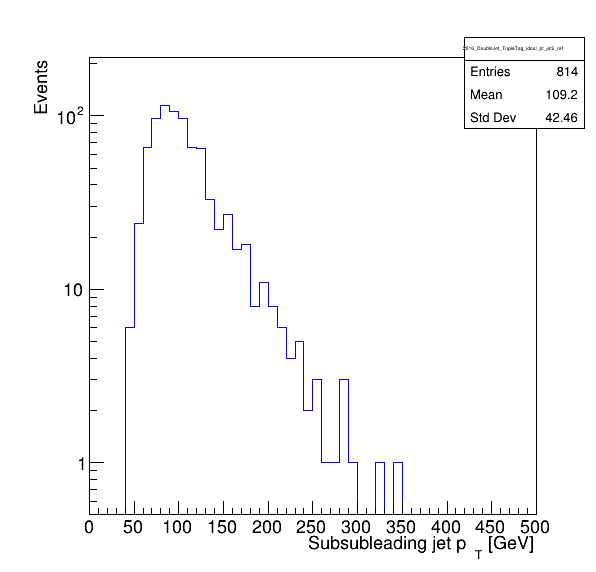 Entries 814
Mean 109.2
Std Dev 42.46
Events
10²
10
1
0 50 100 150 200 250 300 350 400 450 500
Subsubleading jet p T [GeV]